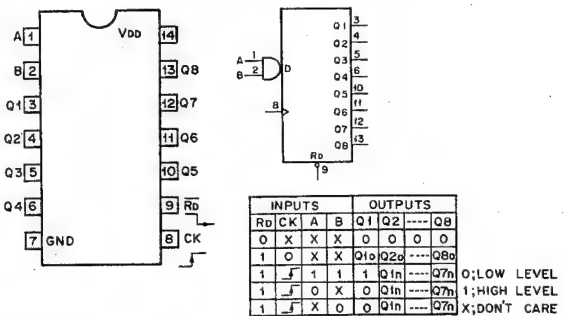 A 1 VDD 14
B 2 13 Q8
Q1 3 12 Q7
Q2 4 11 Q6
Q3 5 10 Q5
Q4 6 9 RD
7 GND 8 CK
A 1
B 2
D
8
Q1 3
Q2 4
Q3 5
Q4 6
Q5 10
Q6 11
Q7 12
Q8 13
RD
9
INPUTS OUTPUTS
RD CK A B Q1 Q2 ---- Q8
0 X X X 0 0 0 0
1 0 X X Q1o Q2o ---- Q8o
1 1 1 1 Q1n ---- Q7n 0;LOW LEVEL
1 0 X 0 Q1n ---- Q7n 1;HIGH LEVEL
1 X 0 0 Q1n ---- Q7n X;DON'T CARE